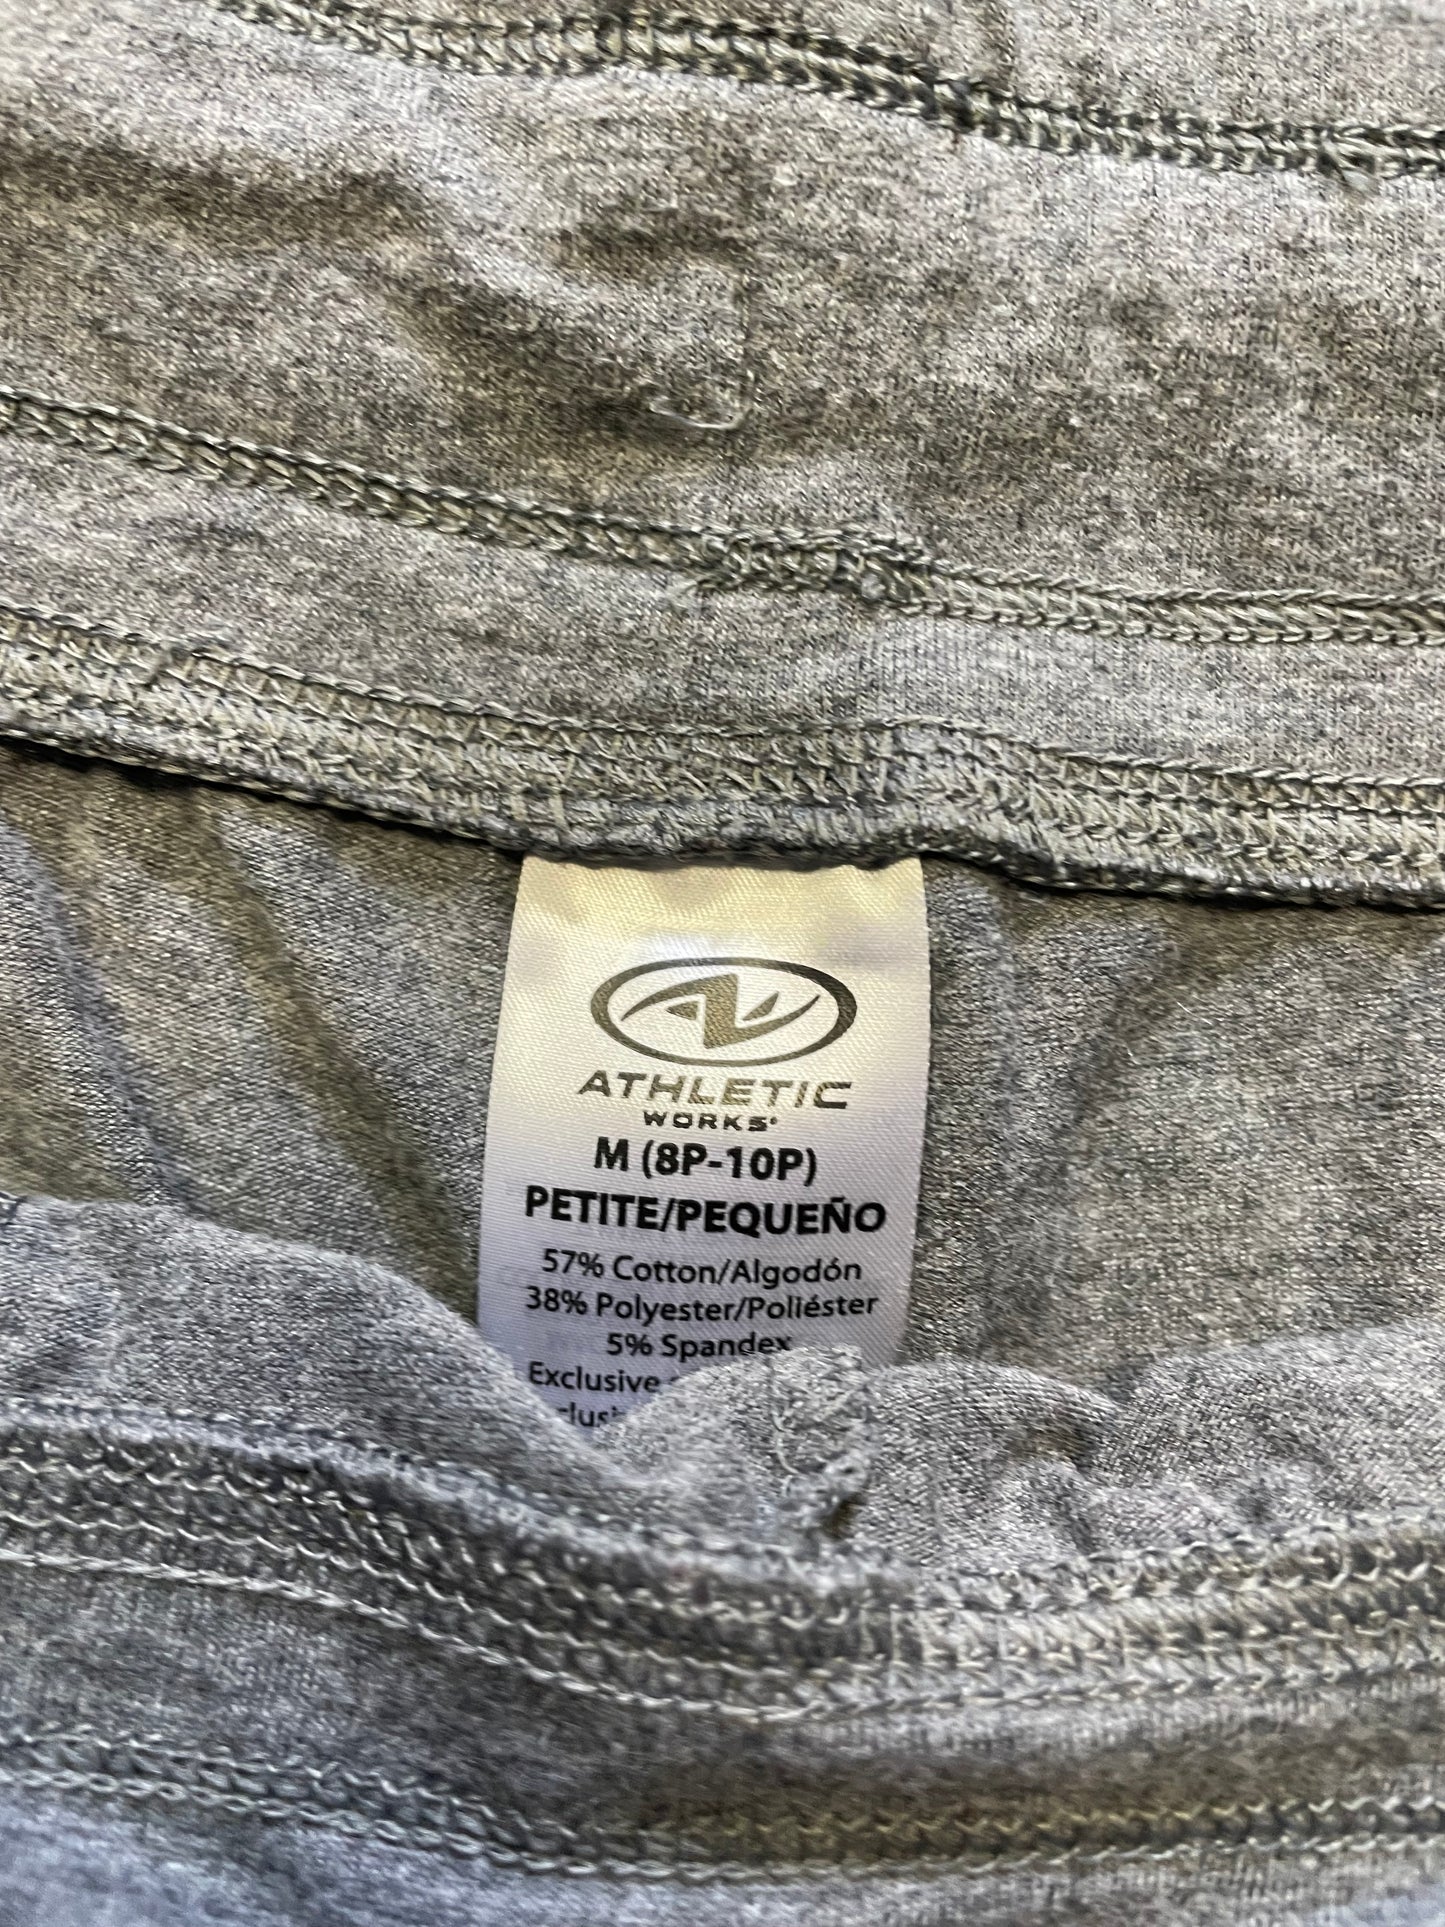 ATHLETIC
WORKS®
M (8P-10P)
PETITE/PEQUEÑO
57% Cotton/Algodón
38% Polyester/Poliéster
5% Spandex
Exclusive